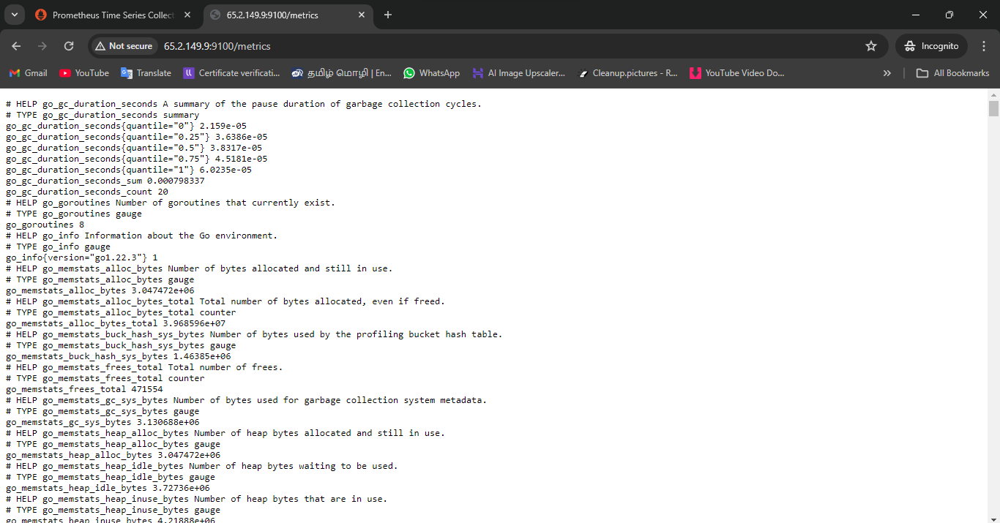 Prometheus Time Series Collect
65.2.149.9:9100/metrics
Not secure
65.2.149.9:9100/metrics
Incognito
Gmail
YouTube
Translate
Certificate verificati...
தமிழ் மொழி | En...
WhatsApp
AI Image Upscaler...
Cleanup.pictures - R...
YouTube Video Do...
All Bookmarks
# HELP go_gc_duration_seconds A summary of the pause duration of garbage collection cycles.
# TYPE go_gc_duration_seconds summary
go_gc_duration_seconds{quantile="0"} 2.159e-05
go_gc_duration_seconds{quantile="0.25"} 3.6386e-05
go_gc_duration_seconds{quantile="0.5"} 3.8317e-05
go_gc_duration_seconds{quantile="0.75"} 4.5181e-05
go_gc_duration_seconds{quantile="1"} 6.0235e-05
go_gc_duration_seconds_sum 0.000798337
go_gc_duration_seconds_count 20
# HELP go_goroutines Number of goroutines that currently exist.
# TYPE go_goroutines gauge
go_goroutines 8
# HELP go_info Information about the Go environment.
# TYPE go_info gauge
go_info{version="go1.22.3"} 1
# HELP go_memstats_alloc_bytes Number of bytes allocated and still in use.
# TYPE go_memstats_alloc_bytes gauge
go_memstats_alloc_bytes 3.047472e+06
# HELP go_memstats_alloc_bytes_total Total number of bytes allocated, even if freed.
# TYPE go_memstats_alloc_bytes_total counter
go_memstats_alloc_bytes_total 3.968596e+07
# HELP go_memstats_buck_hash_sys_bytes Number of bytes used by the profiling bucket hash table.
# TYPE go_memstats_buck_hash_sys_bytes gauge
go_memstats_buck_hash_sys_bytes 1.46385e+06
# HELP go_memstats_frees_total Total number of frees.
# TYPE go_memstats_frees_total counter
go_memstats_frees_total 471554
# HELP go_memstats_gc_sys_bytes Number of bytes used for garbage collection system metadata.
# TYPE go_memstats_gc_sys_bytes gauge
go_memstats_gc_sys_bytes 3.130688e+06
# HELP go_memstats_heap_alloc_bytes Number of heap bytes allocated and still in use.
# TYPE go_memstats_heap_alloc_bytes gauge
go_memstats_heap_alloc_bytes 3.047472e+06
# HELP go_memstats_heap_idle_bytes Number of heap bytes waiting to be used.
# TYPE go_memstats_heap_idle_bytes gauge
go_memstats_heap_idle_bytes 3.72736e+06
# HELP go_memstats_heap_inuse_bytes Number of heap bytes that are in use.
# TYPE go_memstats_heap_inuse_bytes gauge
go_memstats_heap_inuse_bytes 4.21888e+06